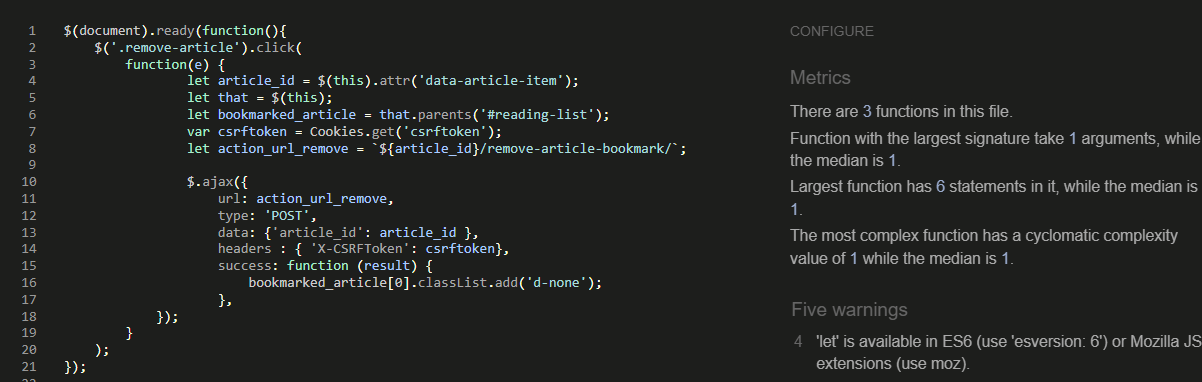 1 $(document).ready(function(){
2 $('.remove-article').click(
3 function(e) {
4 let article_id = $(this).attr('data-article-item');
5 let that = $(this);
6 let bookmarked_article = that.parents('#reading-list');
7 var csrftoken = Cookies.get('csrftoken');
8 let action_url_remove = `${article_id}/remove-article-bookmark/`;
9
10 $.ajax({
11 url: action_url_remove,
12 type: 'POST',
13 data: {'article_id': article_id },
14 headers : { 'X-CSRFToken': csrftoken},
15 success: function (result) {
16 bookmarked_article[0].classList.add('d-none');
17 },
18 });
19 }
20 );
21 });
CONFIGURE
Metrics
There are 3 functions in this file.
Function with the largest signature take 1 arguments, while
the median is 1.
Largest function has 6 statements in it, while the median is
1.
The most complex function has a cyclomatic complexity
value of 1 while the median is 1.
Five warnings
4 'let' is available in ES6 (use 'esversion: 6') or Mozilla JS
extensions (use moz).